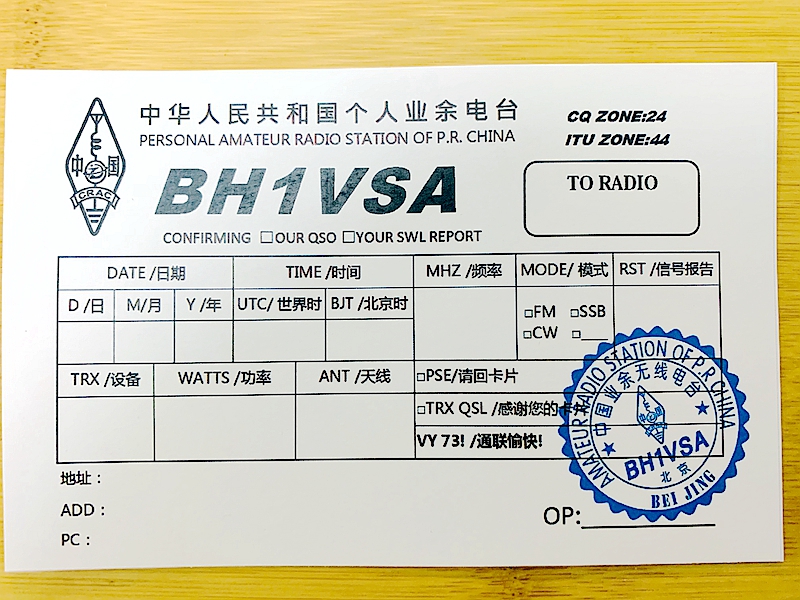 中华人民共和国个人业余电台
PERSONAL AMATEUR RADIO STATION OF P.R. CHINA
CQ ZONE:24
ITU ZONE:44
中国
CRAC
BH1VSA
TO RADIO
CONFIRMING □OUR QSO □YOUR SWL REPORT
DATE /日期 TIME /时间 MHZ /频率 MODE/ 模式 RST /信号报告
D /日 M/月 Y /年 UTC/ 世界时 BJT /北京时
□FM □SSB
□CW □___
TRX /设备 WATTS /功率 ANT /天线 □PSE/请回卡片
□TRX QSL /感谢您的卡片
VY 73! /通联愉快!
AMATEUR RADIO STATION OF P.R CHINA
中国业余无线电台
BH1VSA
北京
BEI JING
地址：
ADD：
PC：
OP:__________